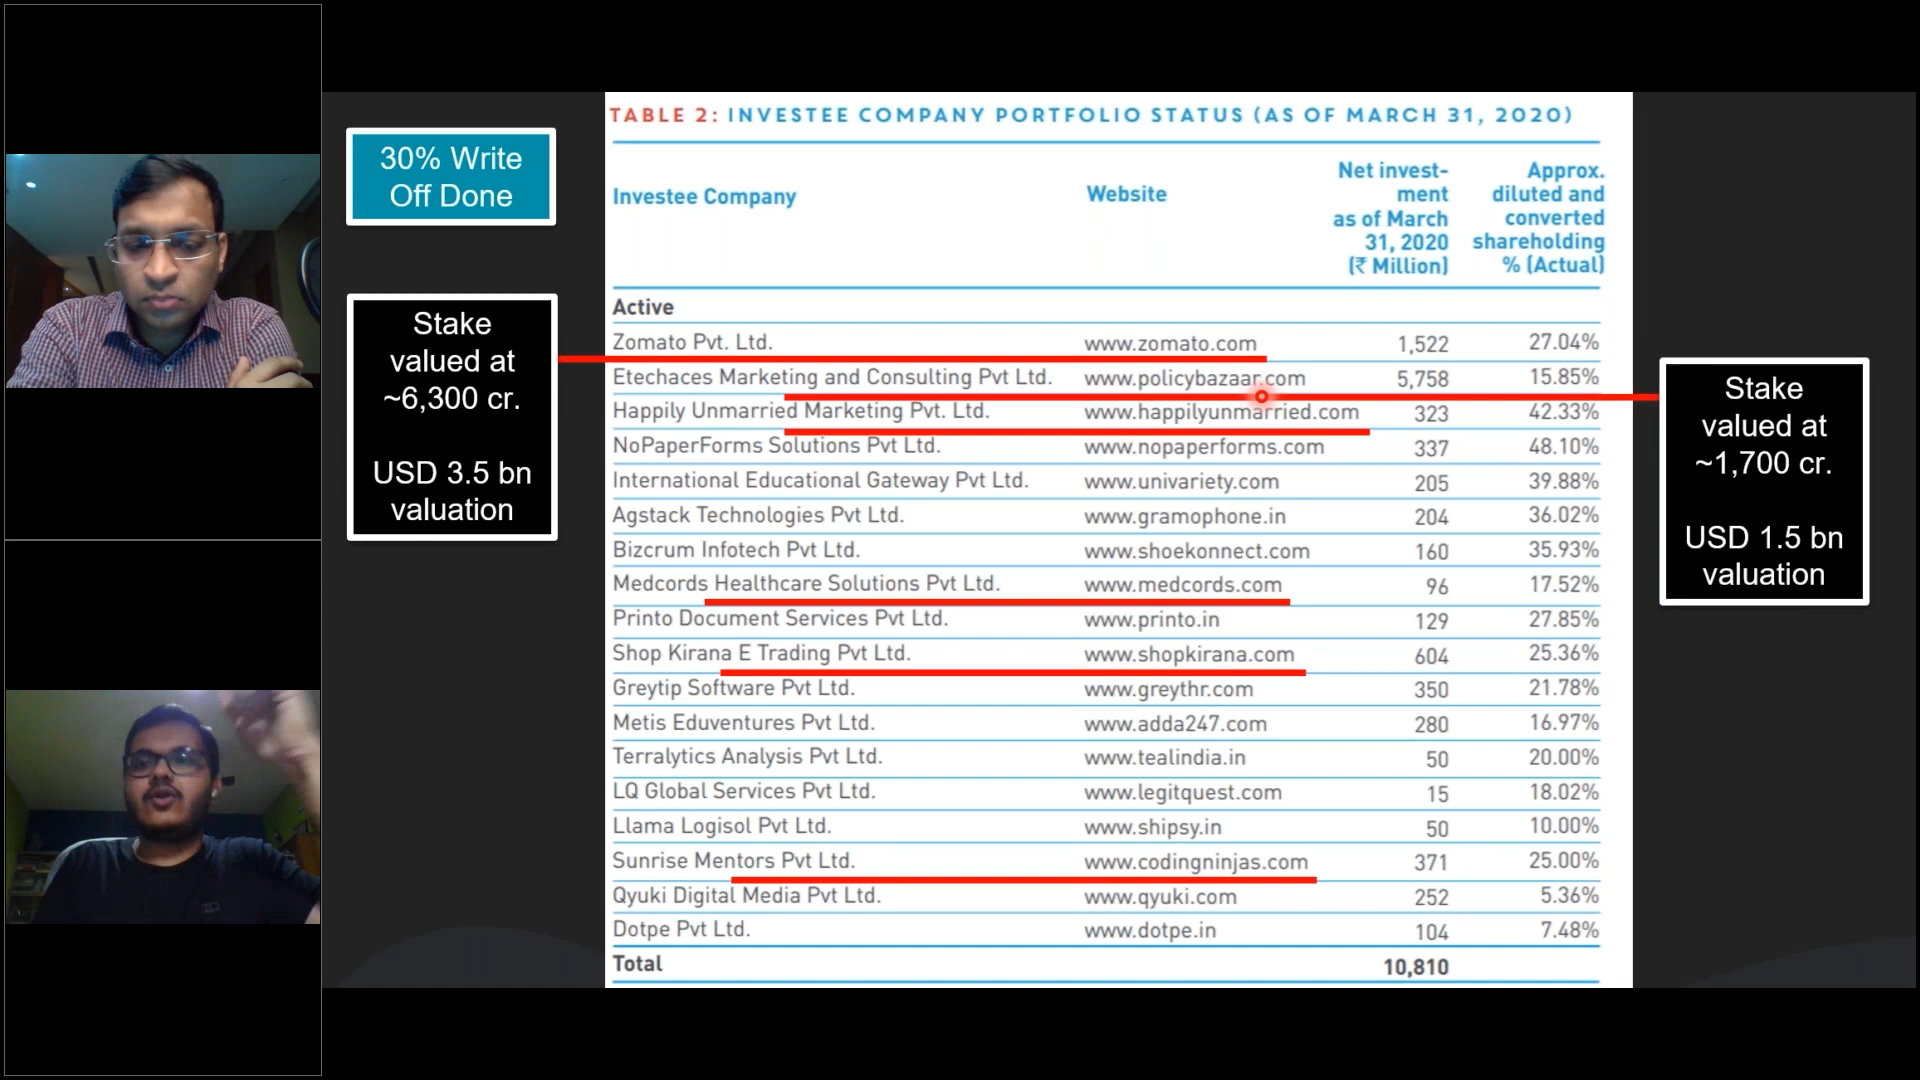 30% Write
Off Done
Stake
valued at
~6,300 cr.
USD 3.5 bn
valuation
TABLE 2: INVESTEE COMPANY PORTFOLIO STATUS (AS OF MARCH 31, 2020)
Investee Company Website Net invest-
ment
as of March
31, 2020
(₹ Million) Approx.
diluted and
converted
shareholding
% (Actual)
Active
Zomato Pvt. Ltd. www.zomato.com 1,522 27.04%
Etechaces Marketing and Consulting Pvt Ltd. www.policybazaar.com 5,758 15.85%
Happily Unmarried Marketing Pvt. Ltd. www.happilyunmarried.com 323 42.33%
NoPaperForms Solutions Pvt Ltd. www.nopaperforms.com 337 48.10%
International Educational Gateway Pvt Ltd. www.univariety.com 205 39.88%
Agstack Technologies Pvt Ltd. www.gramophone.in 204 36.02%
Bizcrum Infotech Pvt Ltd. www.shoekonnect.com 160 35.93%
Medcords Healthcare Solutions Pvt Ltd. www.medcords.com 96 17.52%
Printo Document Services Pvt Ltd. www.printo.in 129 27.85%
Shop Kirana E Trading Pvt Ltd. www.shopkirana.com 604 25.36%
Greytip Software Pvt Ltd. www.greythr.com 350 21.78%
Metis Eduventures Pvt Ltd. www.adda247.com 280 16.97%
Terralytics Analysis Pvt Ltd. www.tealindia.in 50 20.00%
LQ Global Services Pvt Ltd. www.legitquest.com 15 18.02%
Llama Logisol Pvt Ltd. www.shipsy.in 50 10.00%
Sunrise Mentors Pvt Ltd. www.codingninjas.com 371 25.00%
Qyuki Digital Media Pvt Ltd. www.qyuki.com 252 5.36%
Dotpe Pvt Ltd. www.dotpe.in 104 7.48%
Total 10,810
Stake
valued at
~1,700 cr.
USD 1.5 bn
valuation